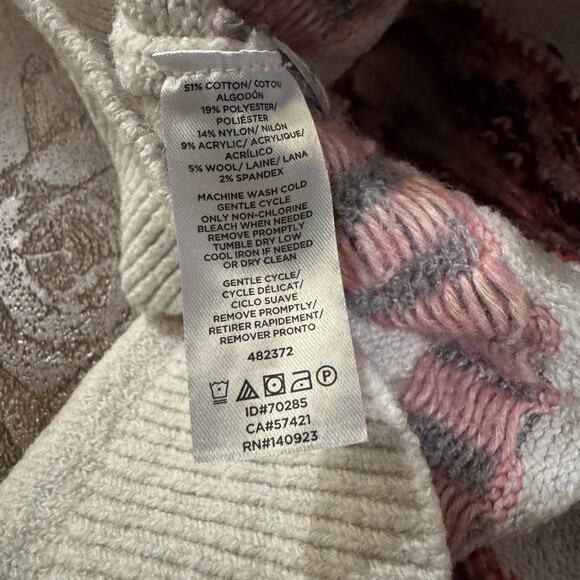 51% COTTON/ COTON/
ALGODÓN
19% POLYESTER/
POLIÉSTER
14% NYLON/ NILÓN
9% ACRYLIC/ ACRYLIQUE/
ACRÍLICO
5% WOOL/ LAINE/ LANA
2% SPANDEX
MACHINE WASH COLD
GENTLE CYCLE
ONLY NON-CHLORINE
BLEACH WHEN NEEDED
REMOVE PROMPTLY
TUMBLE DRY LOW
COOL IRON IF NEEDED
OR DRY CLEAN
GENTLE CYCLE/
CYCLE DÉLICAT/
CICLO SUAVE
REMOVE PROMPTLY/
RETIRER RAPIDEMENT/
REMOVER PRONTO
482372
P
ID#70285
CA#57421
RN#140923